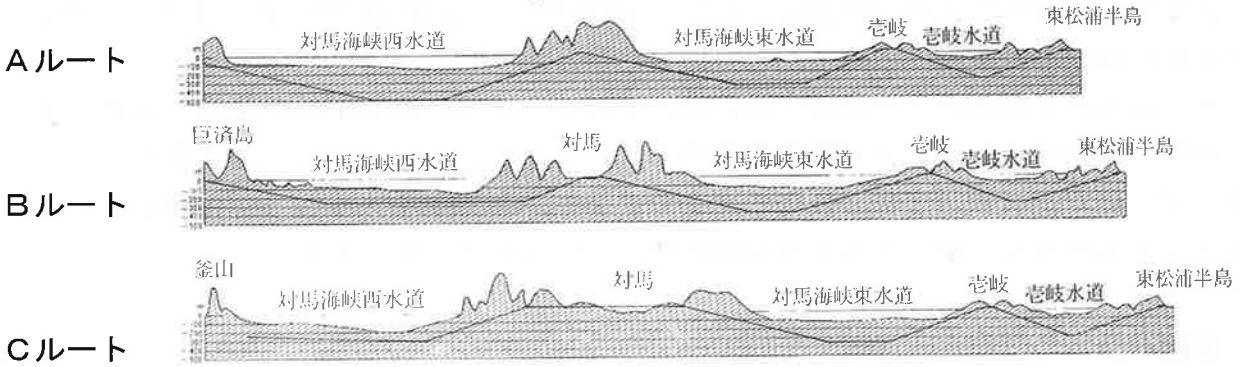 東松浦半島
対馬海峡西水道 対馬海峡東水道 壱岐 壱岐水道
Aルート
巨済島 対馬 壱岐 東松浦半島
対馬海峡西水道 対馬海峡東水道 壱岐水道
Bルート
釜山 対馬 壱岐 東松浦半島
対馬海峡西水道 対馬海峡東水道 壱岐水道
Cルート